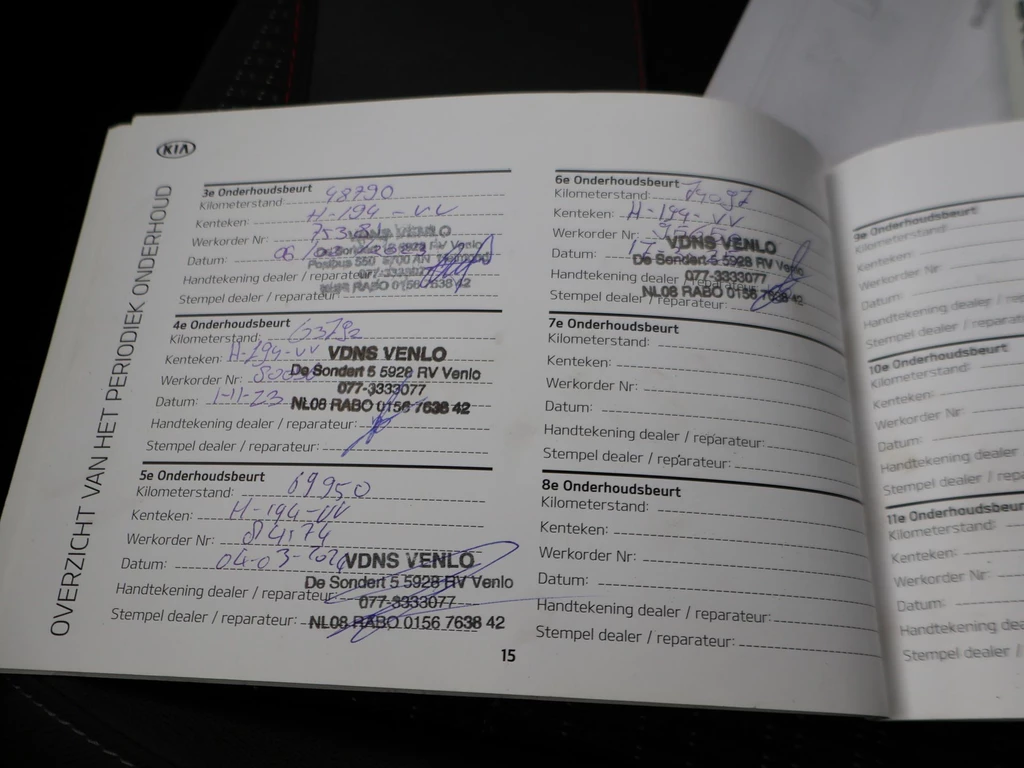 KIA
OVERZICHT VAN HET PERIODIEK ONDERHOUD
3e Onderhoudsbeurt
Kilometerstand: 48790
Kenteken: H-194-VV
Werkorder Nr:
Datum:
Handtekening dealer / reparateur:
Stempel dealer / reparateur:
4e Onderhoudsbeurt
Kilometerstand:
Kenteken: H-194-VV
Werkorder Nr:
Datum: 1-11-23
Handtekening dealer / reparateur:
Stempel dealer / reparateur:
VDNS VENLO
De Sondert 5 5928 RV Venlo
077-3333077
NL08 RABO 0156 7638 42
5e Onderhoudsbeurt
Kilometerstand: 69950
Kenteken: H-194-VV
Werkorder Nr: 84174
Datum: 04-03-202
Handtekening dealer / reparateur:
Stempel dealer / reparateur:
VDNS VENLO
De Sondert 5 5928 RV Venlo
077-3333077
NL08 RABO 0156 7638 42
15
6e Onderhoudsbeurt
Kilometerstand:
Kenteken: H-194-VV
Werkorder Nr:
Datum:
Handtekening dealer / reparateur:
Stempel dealer / reparateur:
VDNS VENLO
De Sondert 5 5928 RV Venlo
077-3333077
NL08 RABO 0156 7638 42
7e Onderhoudsbeurt
Kilometerstand:
Kenteken:
Werkorder Nr:
Datum:
Handtekening dealer / reparateur:
Stempel dealer / reparateur:
8e Onderhoudsbeurt
Kilometerstand:
Kenteken:
Werkorder Nr:
Datum:
Handtekening dealer / reparateur:
Stempel dealer / reparateur:
9e Onderhoudsbeurt
Kilometerstand:
Kenteken:
Werkorder Nr:
Datum:
Handtekening dealer / repara
Stempel dealer / reparat
10e Onderhoudsbeurt
Kilometerstand:
Kenteken:
Werkorder Nr:
Datum:
Handtekening dealer
Stempel dealer / repa
11e Onderhoudsbeur
Kilometerstand:
Kenteken:
Werkorder Nr:
Datum:
Handtekening dea
Stempel dealer /